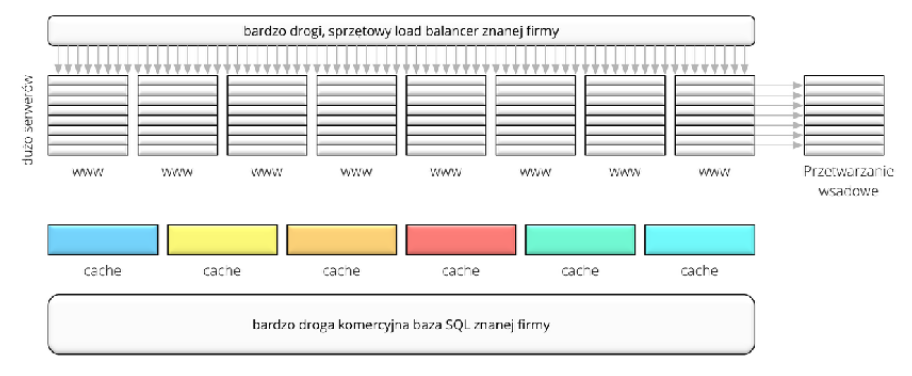 bardzo drogi, sprzętowy load balancer znanej firmy
dużo serwerów
www www www www www www www www
Przetwarzanie
wsadowe
cache cache cache cache cache cache
bardzo droga komercyjna baza SQL znanej firmy